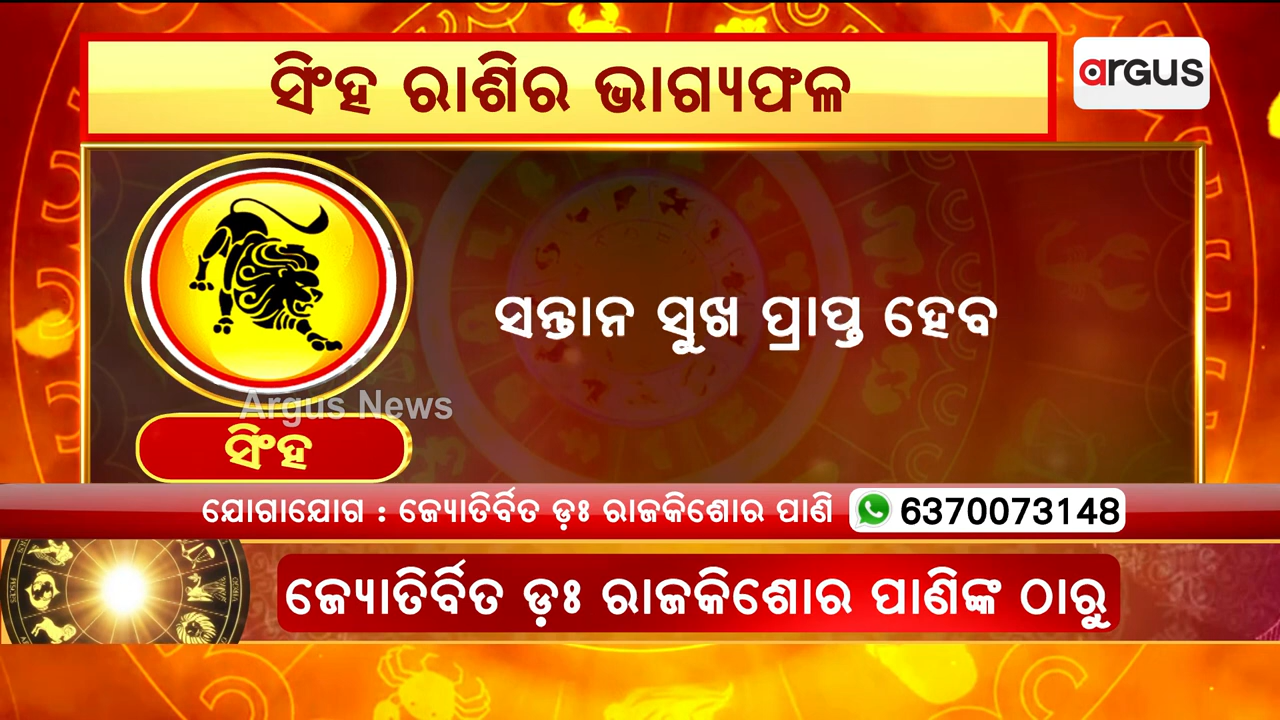 ସିଂହ ରାଶିର ଭାଗ୍ୟଫଳ
argus
ସନ୍ତାନ ସୁଖ ପ୍ରାପ୍ତ ହେବ
Argus News
ସିଂହ
ଯୋଗାଯୋଗ : ଜ୍ୟୋତିର୍ବିତ ଡ଼ଃ ରାଜକିଶୋର ପାଣି 6370073148
ଜ୍ୟୋତିର୍ବିତ ଡ଼ଃ ରାଜକିଶୋର ପାଣିଙ୍କ ଠାରୁ